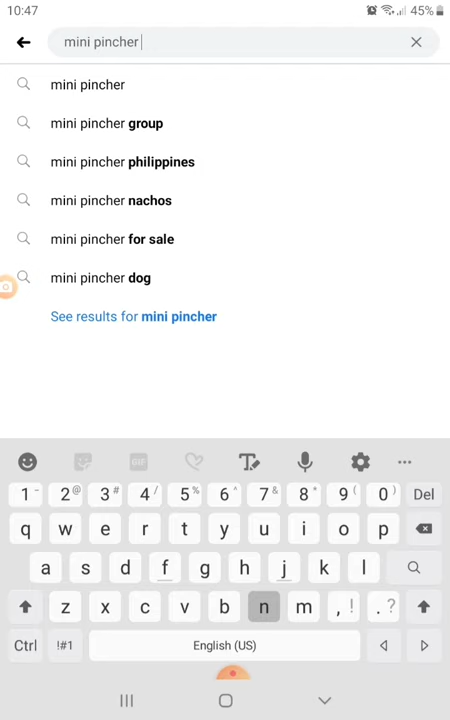 10:47 45%
mini pincher
mini pincher
mini pincher group
mini pincher philippines
mini pincher nachos
mini pincher for sale
mini pincher dog
See results for mini pincher
GIF T
1 - 2 @ 3 # 4 / 5 % 6 ^ 7 & 8 * 9 ( 0 ) Del
q w e r t y u i o p
a s d f g h j k l
z x c v b n m , ! . ?
Ctrl !#1 English (US)